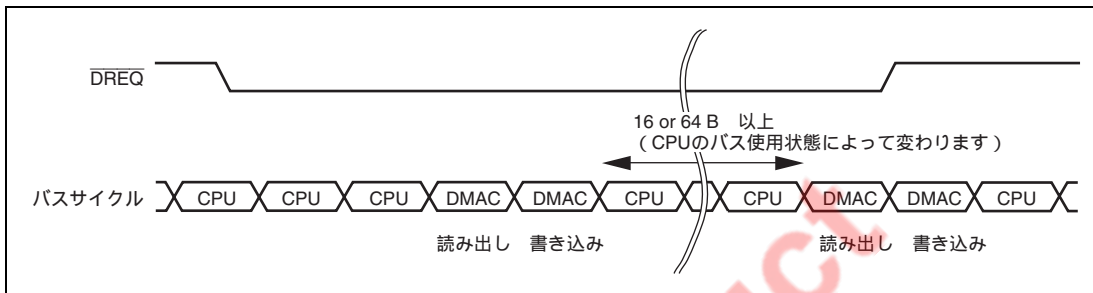 DREQ
16 or 64 B 以上
(CPUのバス使用状態によって変わります)
バスサイクル CPU CPU CPU DMAC DMAC CPU CPU DMAC DMAC CPU
読み出し 書き込み 読み出し 書き込み